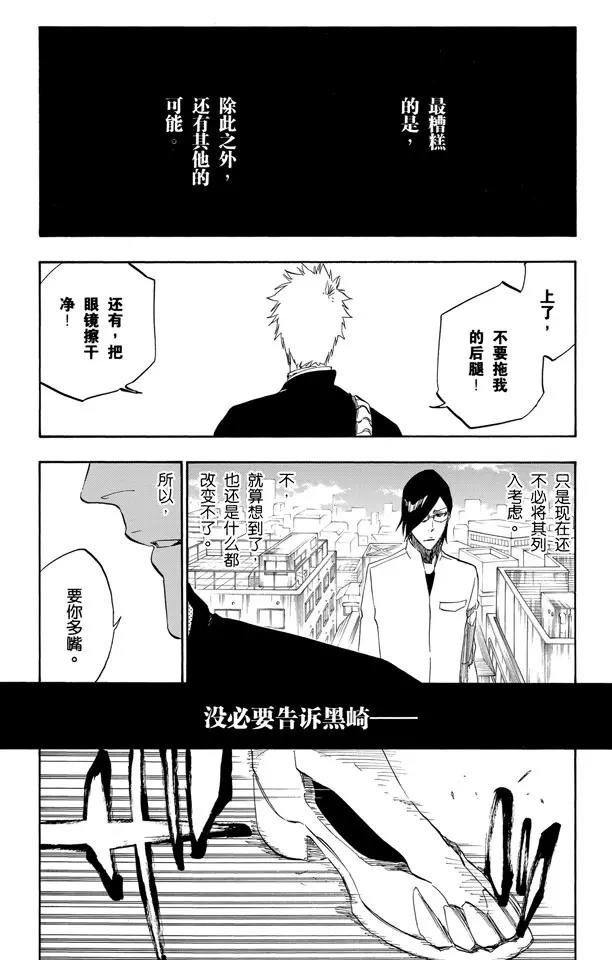 最糟糕
的是，
除此之外，
还有其他的
可能。
上了，
不要拖我
的后腿！
还有，把
眼镜擦干
净！
只是现在还
不必将其列
入考虑。
不，
就算想到了，
也还是什么都
改变不了。
所以，
要你多嘴。
没必要告诉黑崎——